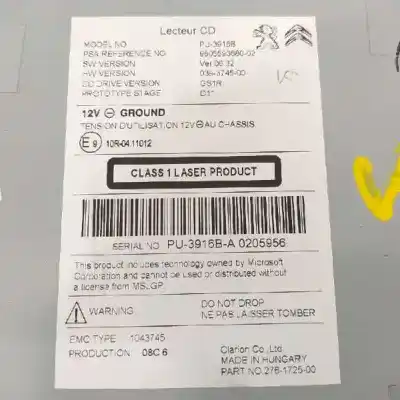 Lecteur CD
MODEL NO. PU-3916B
PSA REFERENCE NO.
SW VERSION Ver 06.32
HW VERSION 039-3745-00
CD DRIVE VERSION
PROTOTYPE STAGE
12V ⊖ GROUND
TENSION D'UTILISATION 12V ⊖ AU CHASSIS
E9 10R-04.11012
CLASS 1 LASER PRODUCT
SERIAL NO PU-3916B-A 0205956
This product includes technology owned by Microsoft
Corporation and cannot be used or distributed without
a license from MSLGP.
WARNING DO NOT DROP
NE PAS LAISSER TOMBER
EMC TYPE 1043745
PRODUCTION 08C 6
Clarion Co.,Ltd.
MADE IN HUNGARY
PART NO.276-1725-00